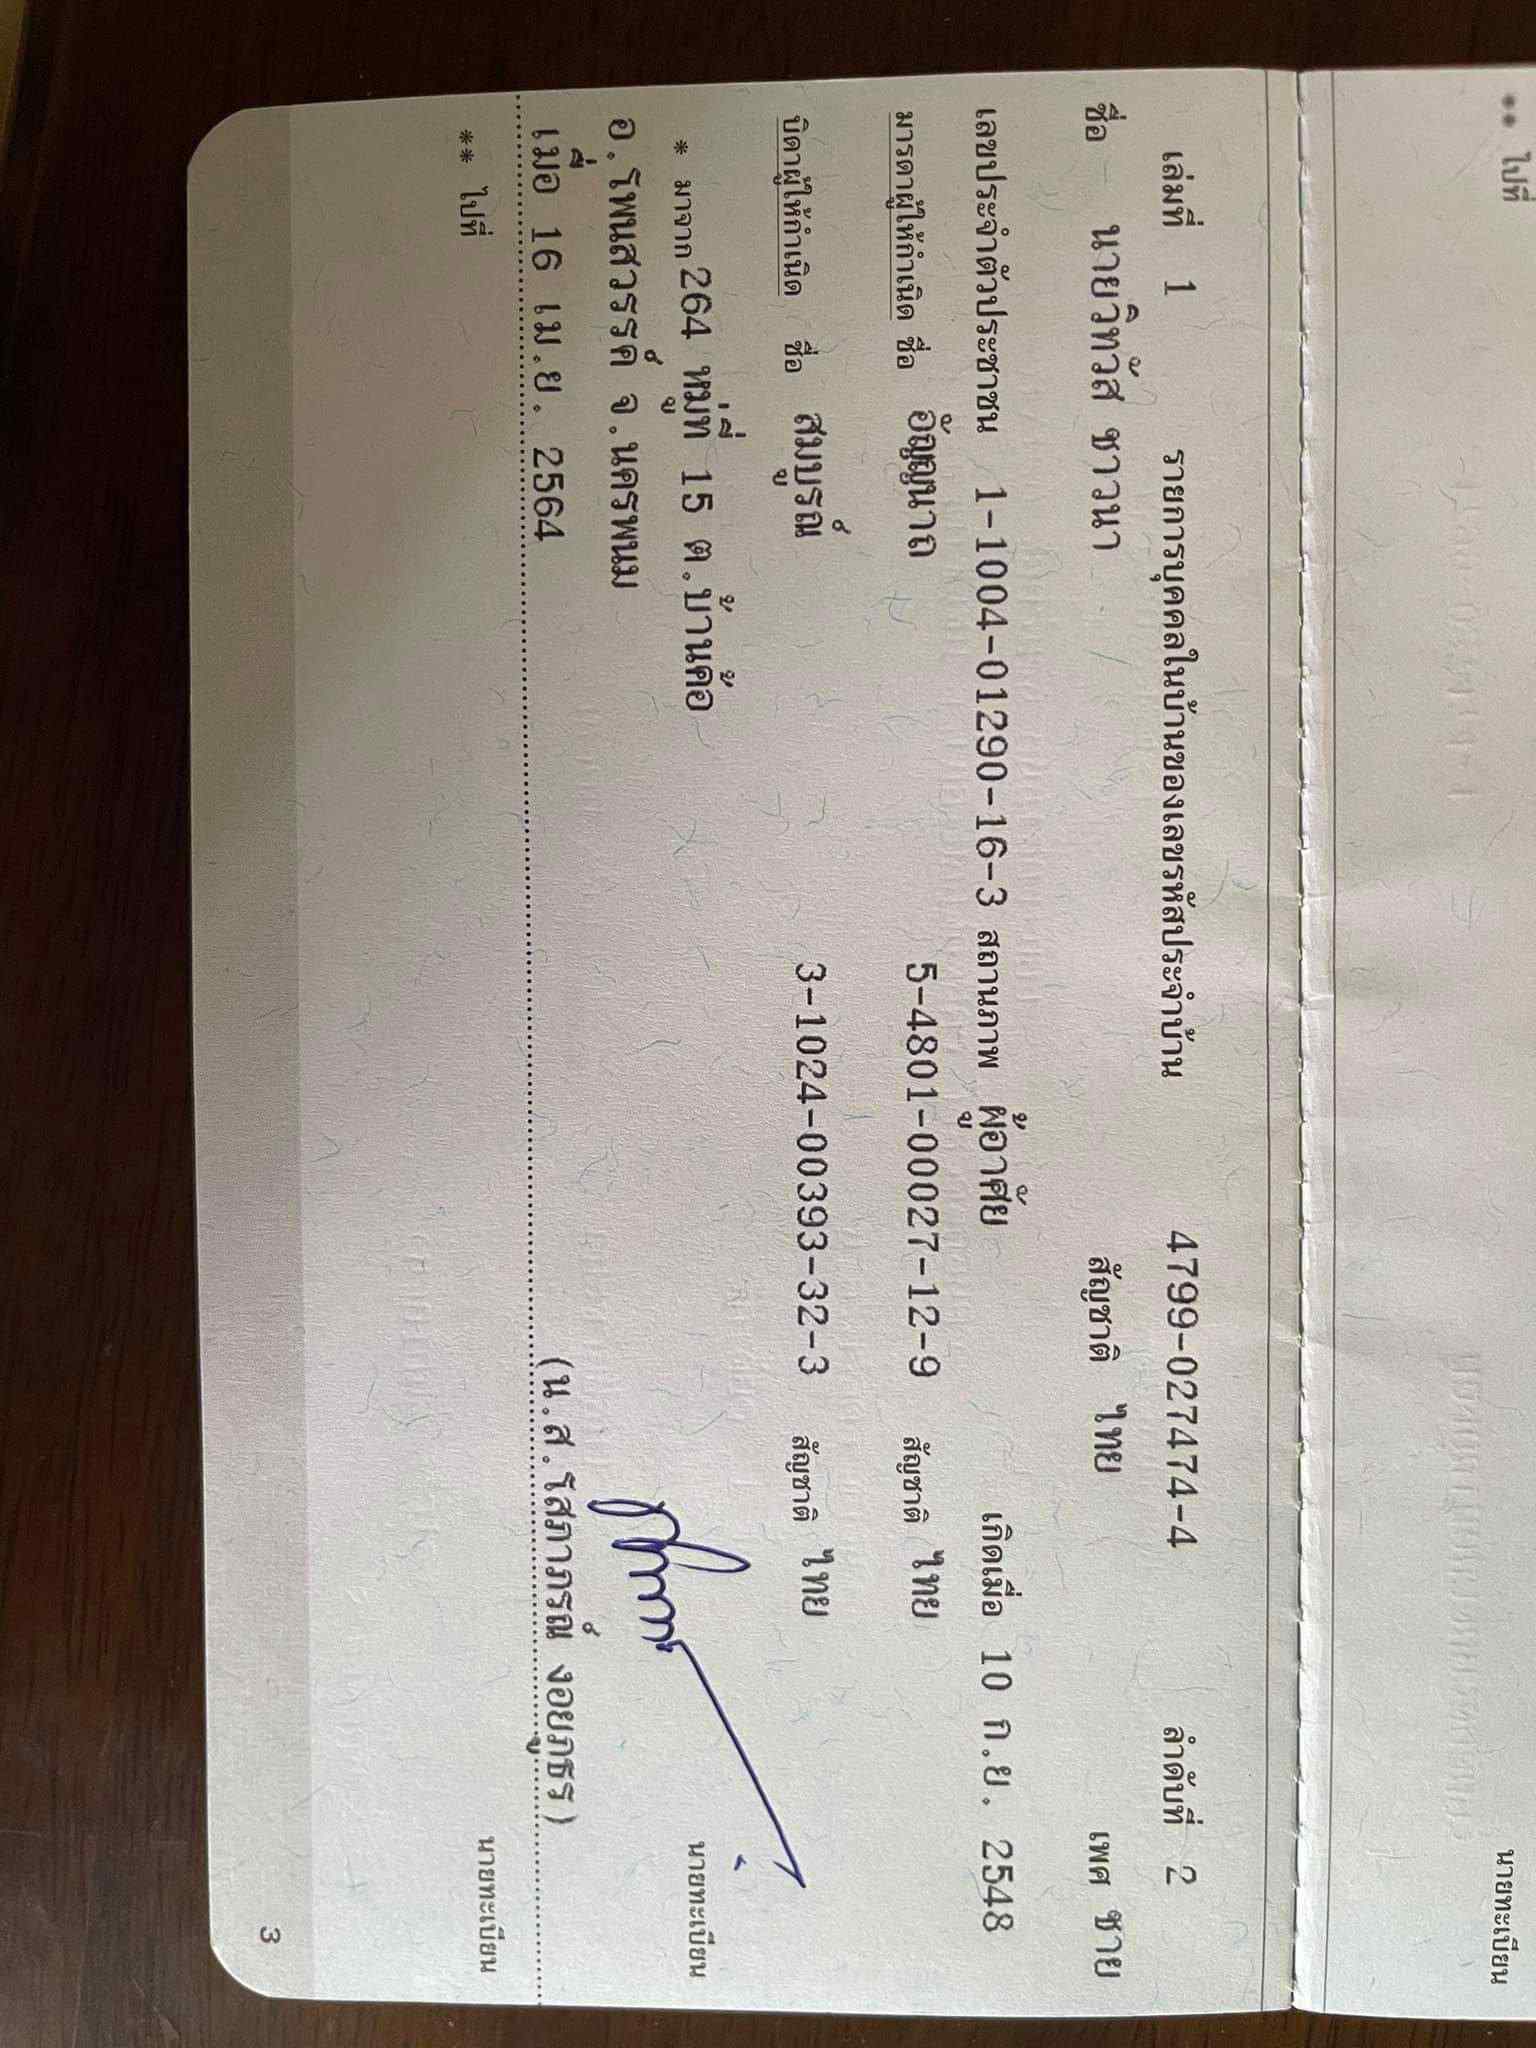 ** ไปที่ นายทะเบียน
เล่มที่ 1 รายการบุคคลในบ้านของเลขรหัสประจำบ้าน 4799-027474-4 ลำดับที่ 2
ชื่อ นายวิทวัส ชาวนา สัญชาติ ไทย เพศ ชาย
เลขประจำตัวประชาชน 1-1004-01290-16-3 สถานภาพ ผู้อาศัย เกิดเมื่อ 10 ก.ย. 2548
มารดาผู้ให้กำเนิด ชื่อ อัญญนาถ 5-4801-00027-12-9 สัญชาติ ไทย
บิดาผู้ให้กำเนิด ชื่อ สมบูรณ์ 3-1024-00393-32-3 สัญชาติ ไทย
* มาจาก 264 หมู่ที่ 15 ต.บ้านค้อ นายทะเบียน
อ.โพนสวรรค์ จ.นครพนม
เมื่อ 16 เม.ย. 2564 (น.ส.โสภาภรณ์ งอยภูธร)
** ไปที่ นายทะเบียน
3